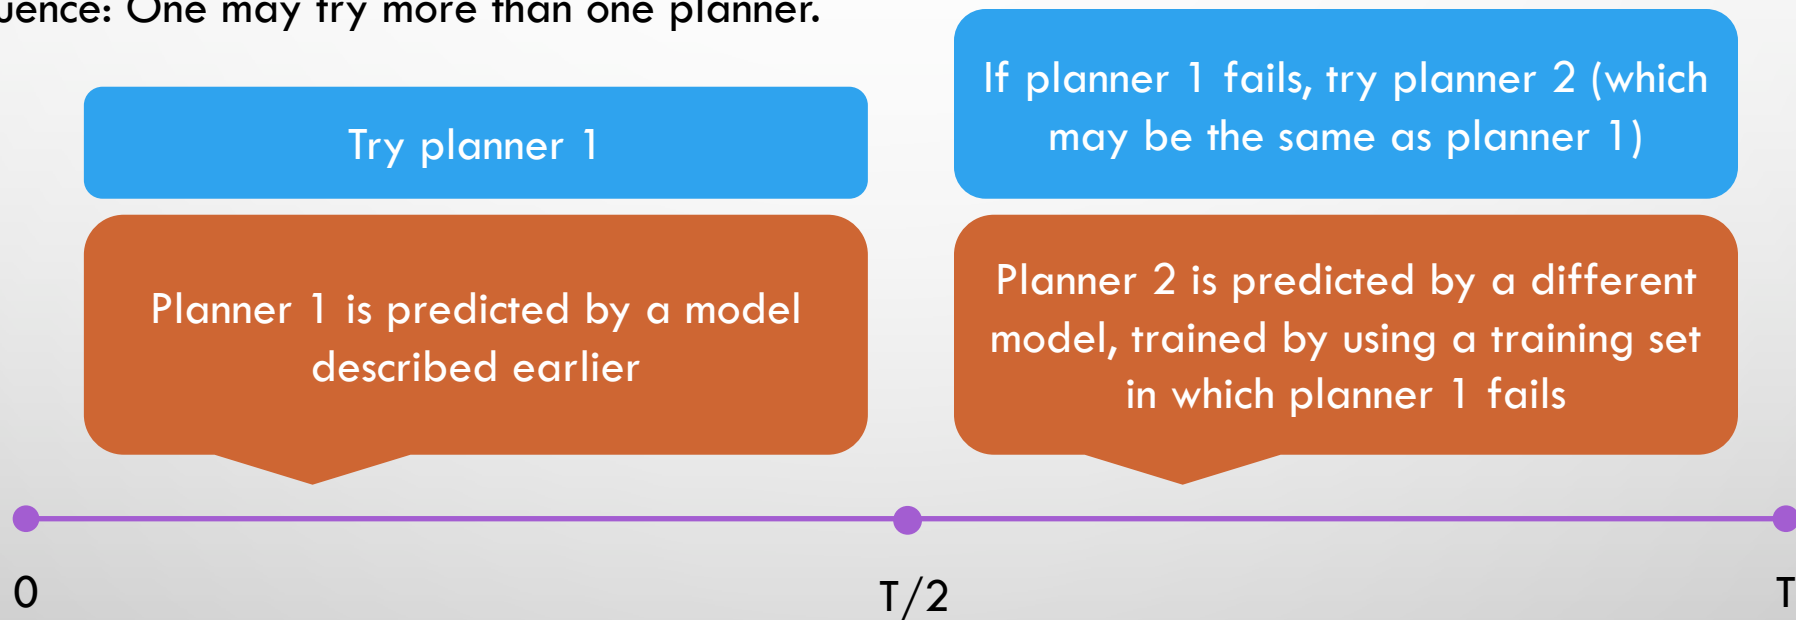 uence: One may try more than one planner.
Try planner 1
If planner 1 fails, try planner 2 (which
may be the same as planner 1)
Planner 1 is predicted by a model
described earlier
Planner 2 is predicted by a different
model, trained by using a training set
in which planner 1 fails
0
T/2
T